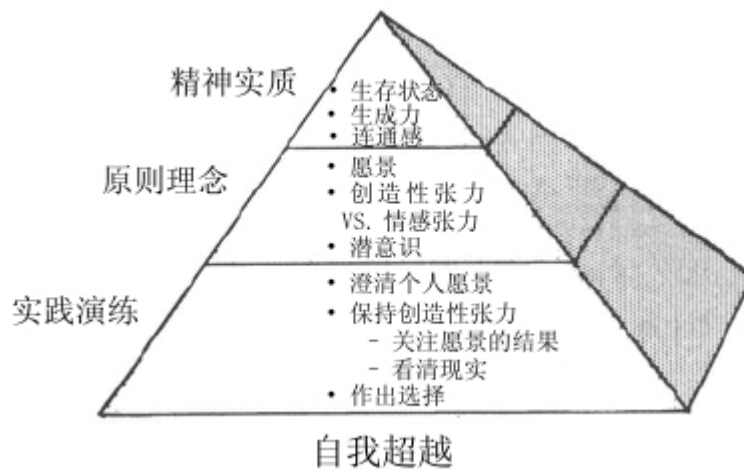 精神实质
• 生存状态
• 生成力
• 连通感
原则理念
• 愿景
• 创造性张力
VS. 情感张力
• 潜意识
实践演练
• 澄清个人愿景
• 保持创造性张力
- 关注愿景的结果
- 看清现实
• 作出选择
自我超越